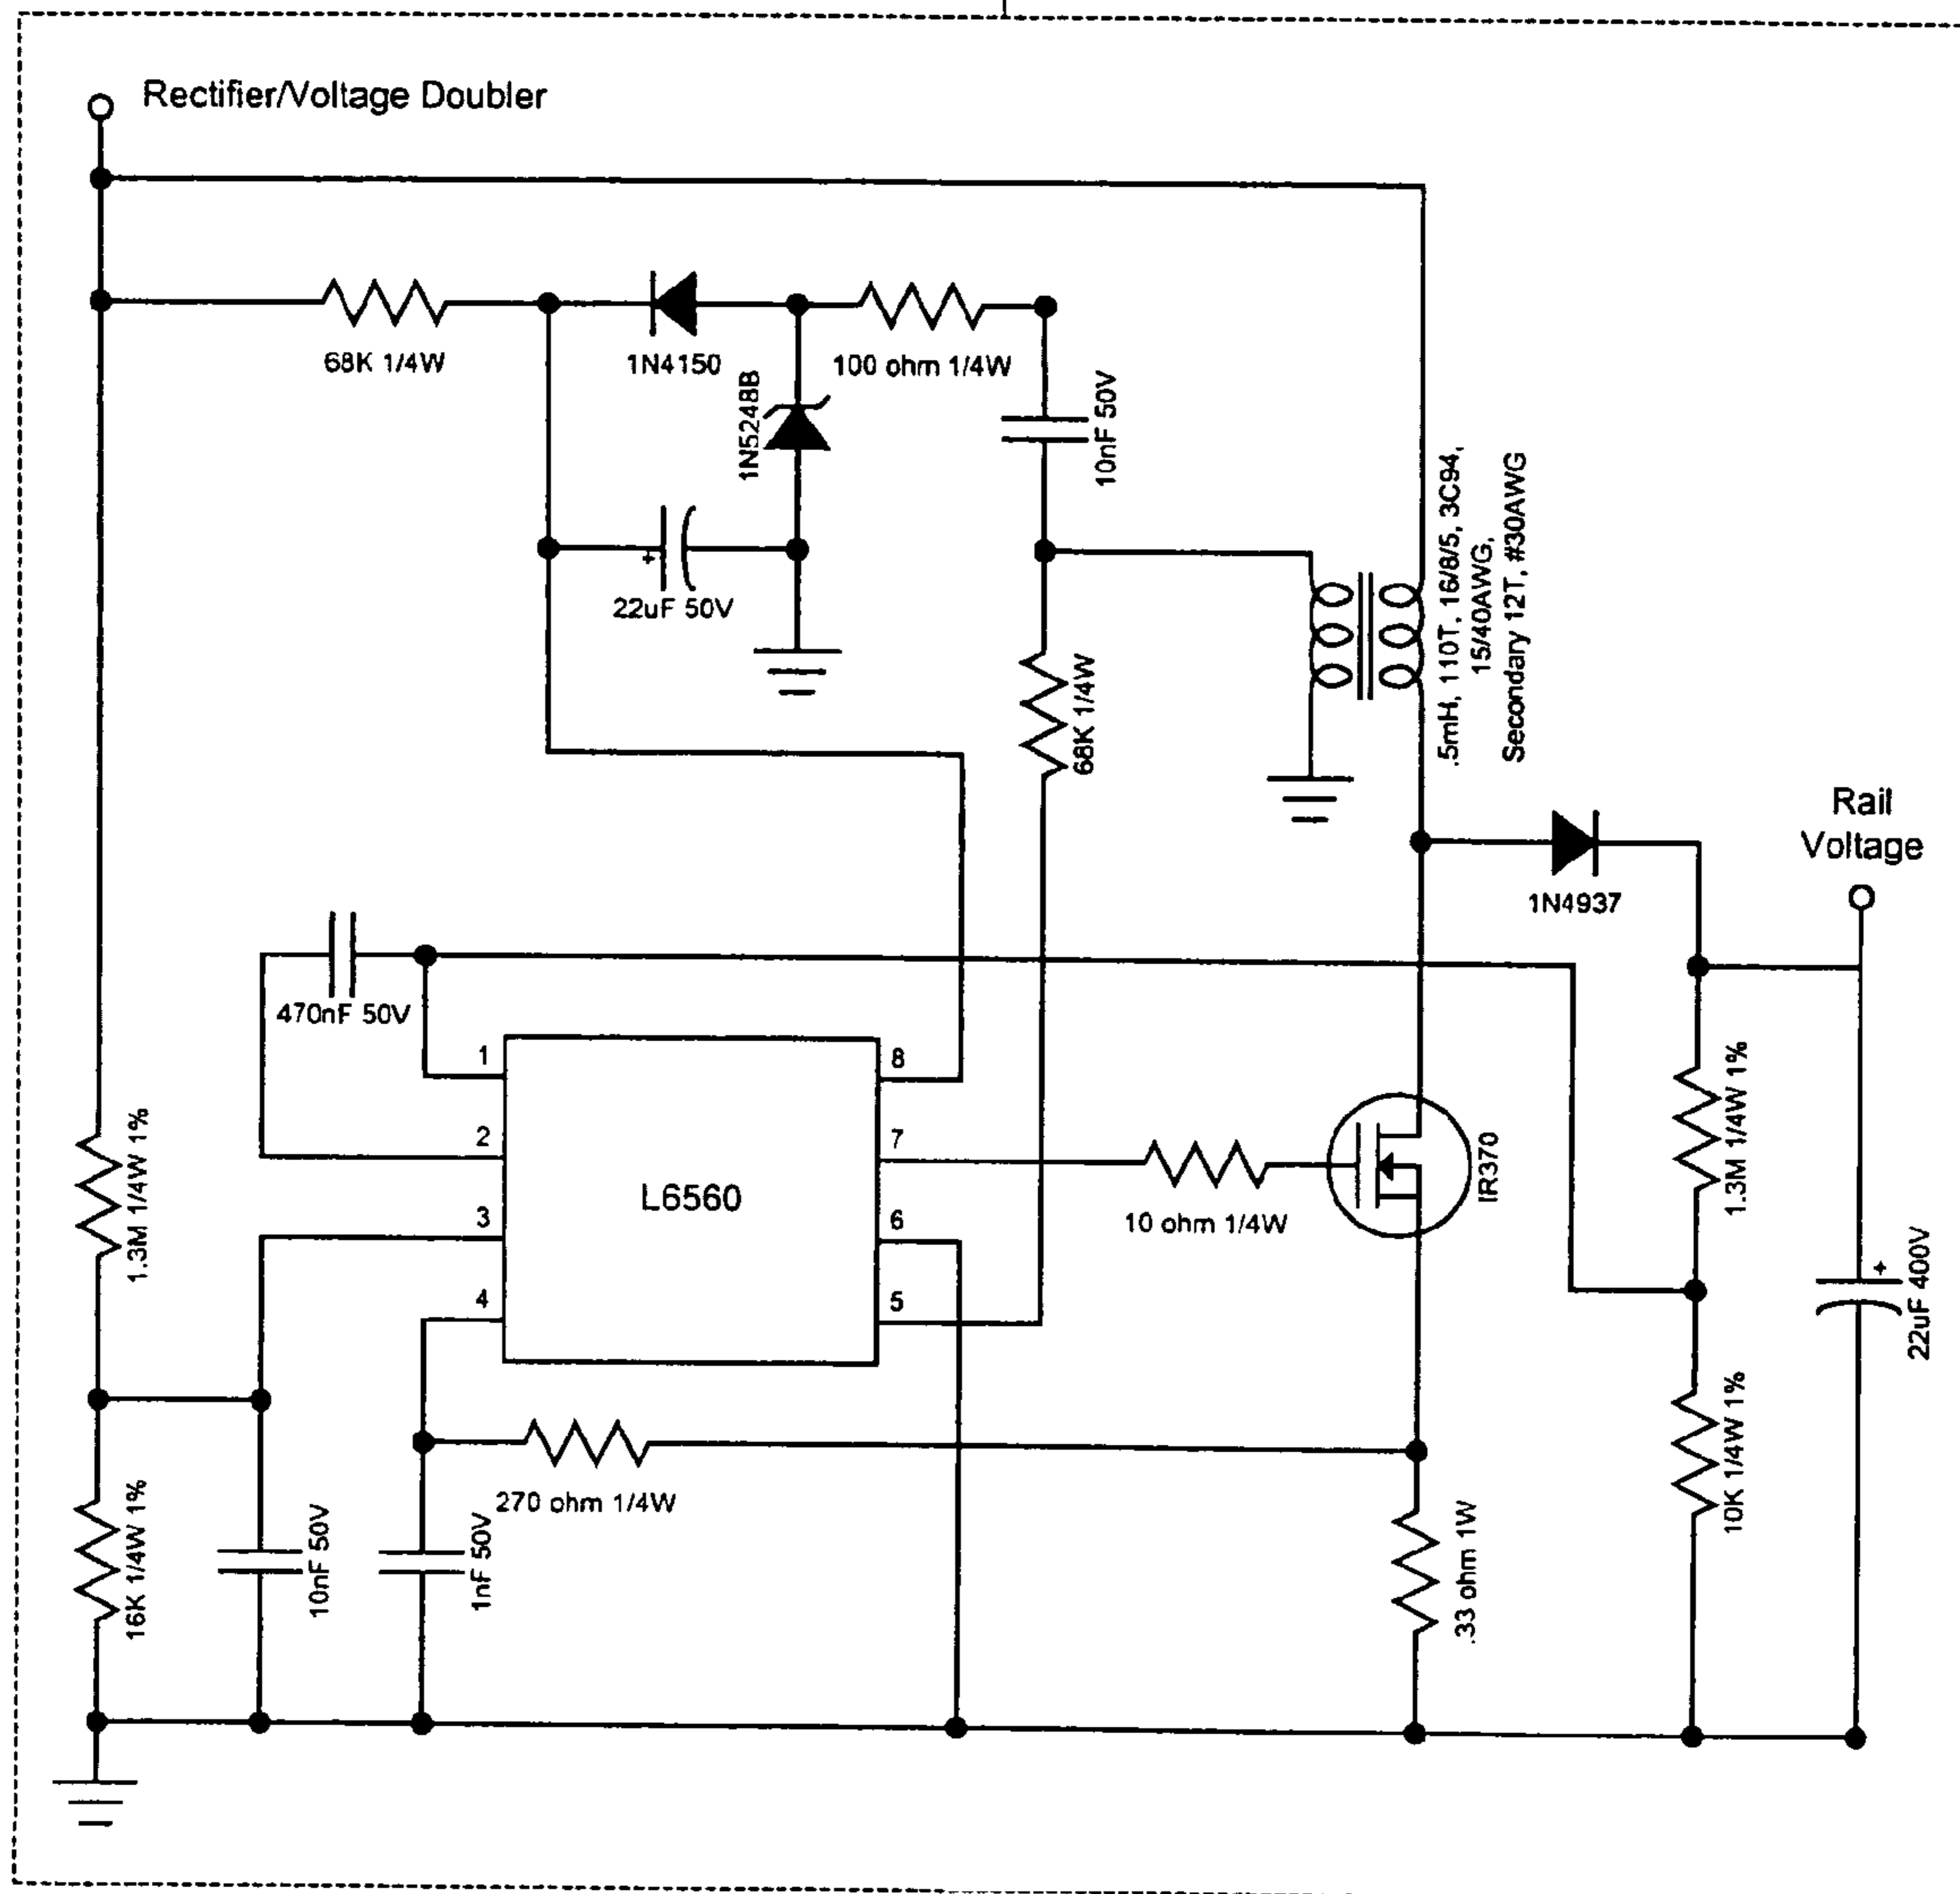 Rectifier/Voltage Doubler
68K 1/4W
1N4150
100 ohm 1/4W
1N5248B
10nF 50V
22uF 50V
68K 1/4W
.5mH, 110T, 16/8/5, 3C94,
15/40AWG,
Secondary 12T, #30AWG
Rail
Voltage
1N4937
470nF 50V
1
2
3
4
L6560
8
7
6
5
10 ohm 1/4W
IR370
1.3M 1/4W 1%
1.3M 1/4W 1%
+
22uF 400V
+
270 ohm 1/4W
16K 1/4W 1%
10nF 50V
1nF 50V
.33 ohm 1W
10K 1/4W 1%